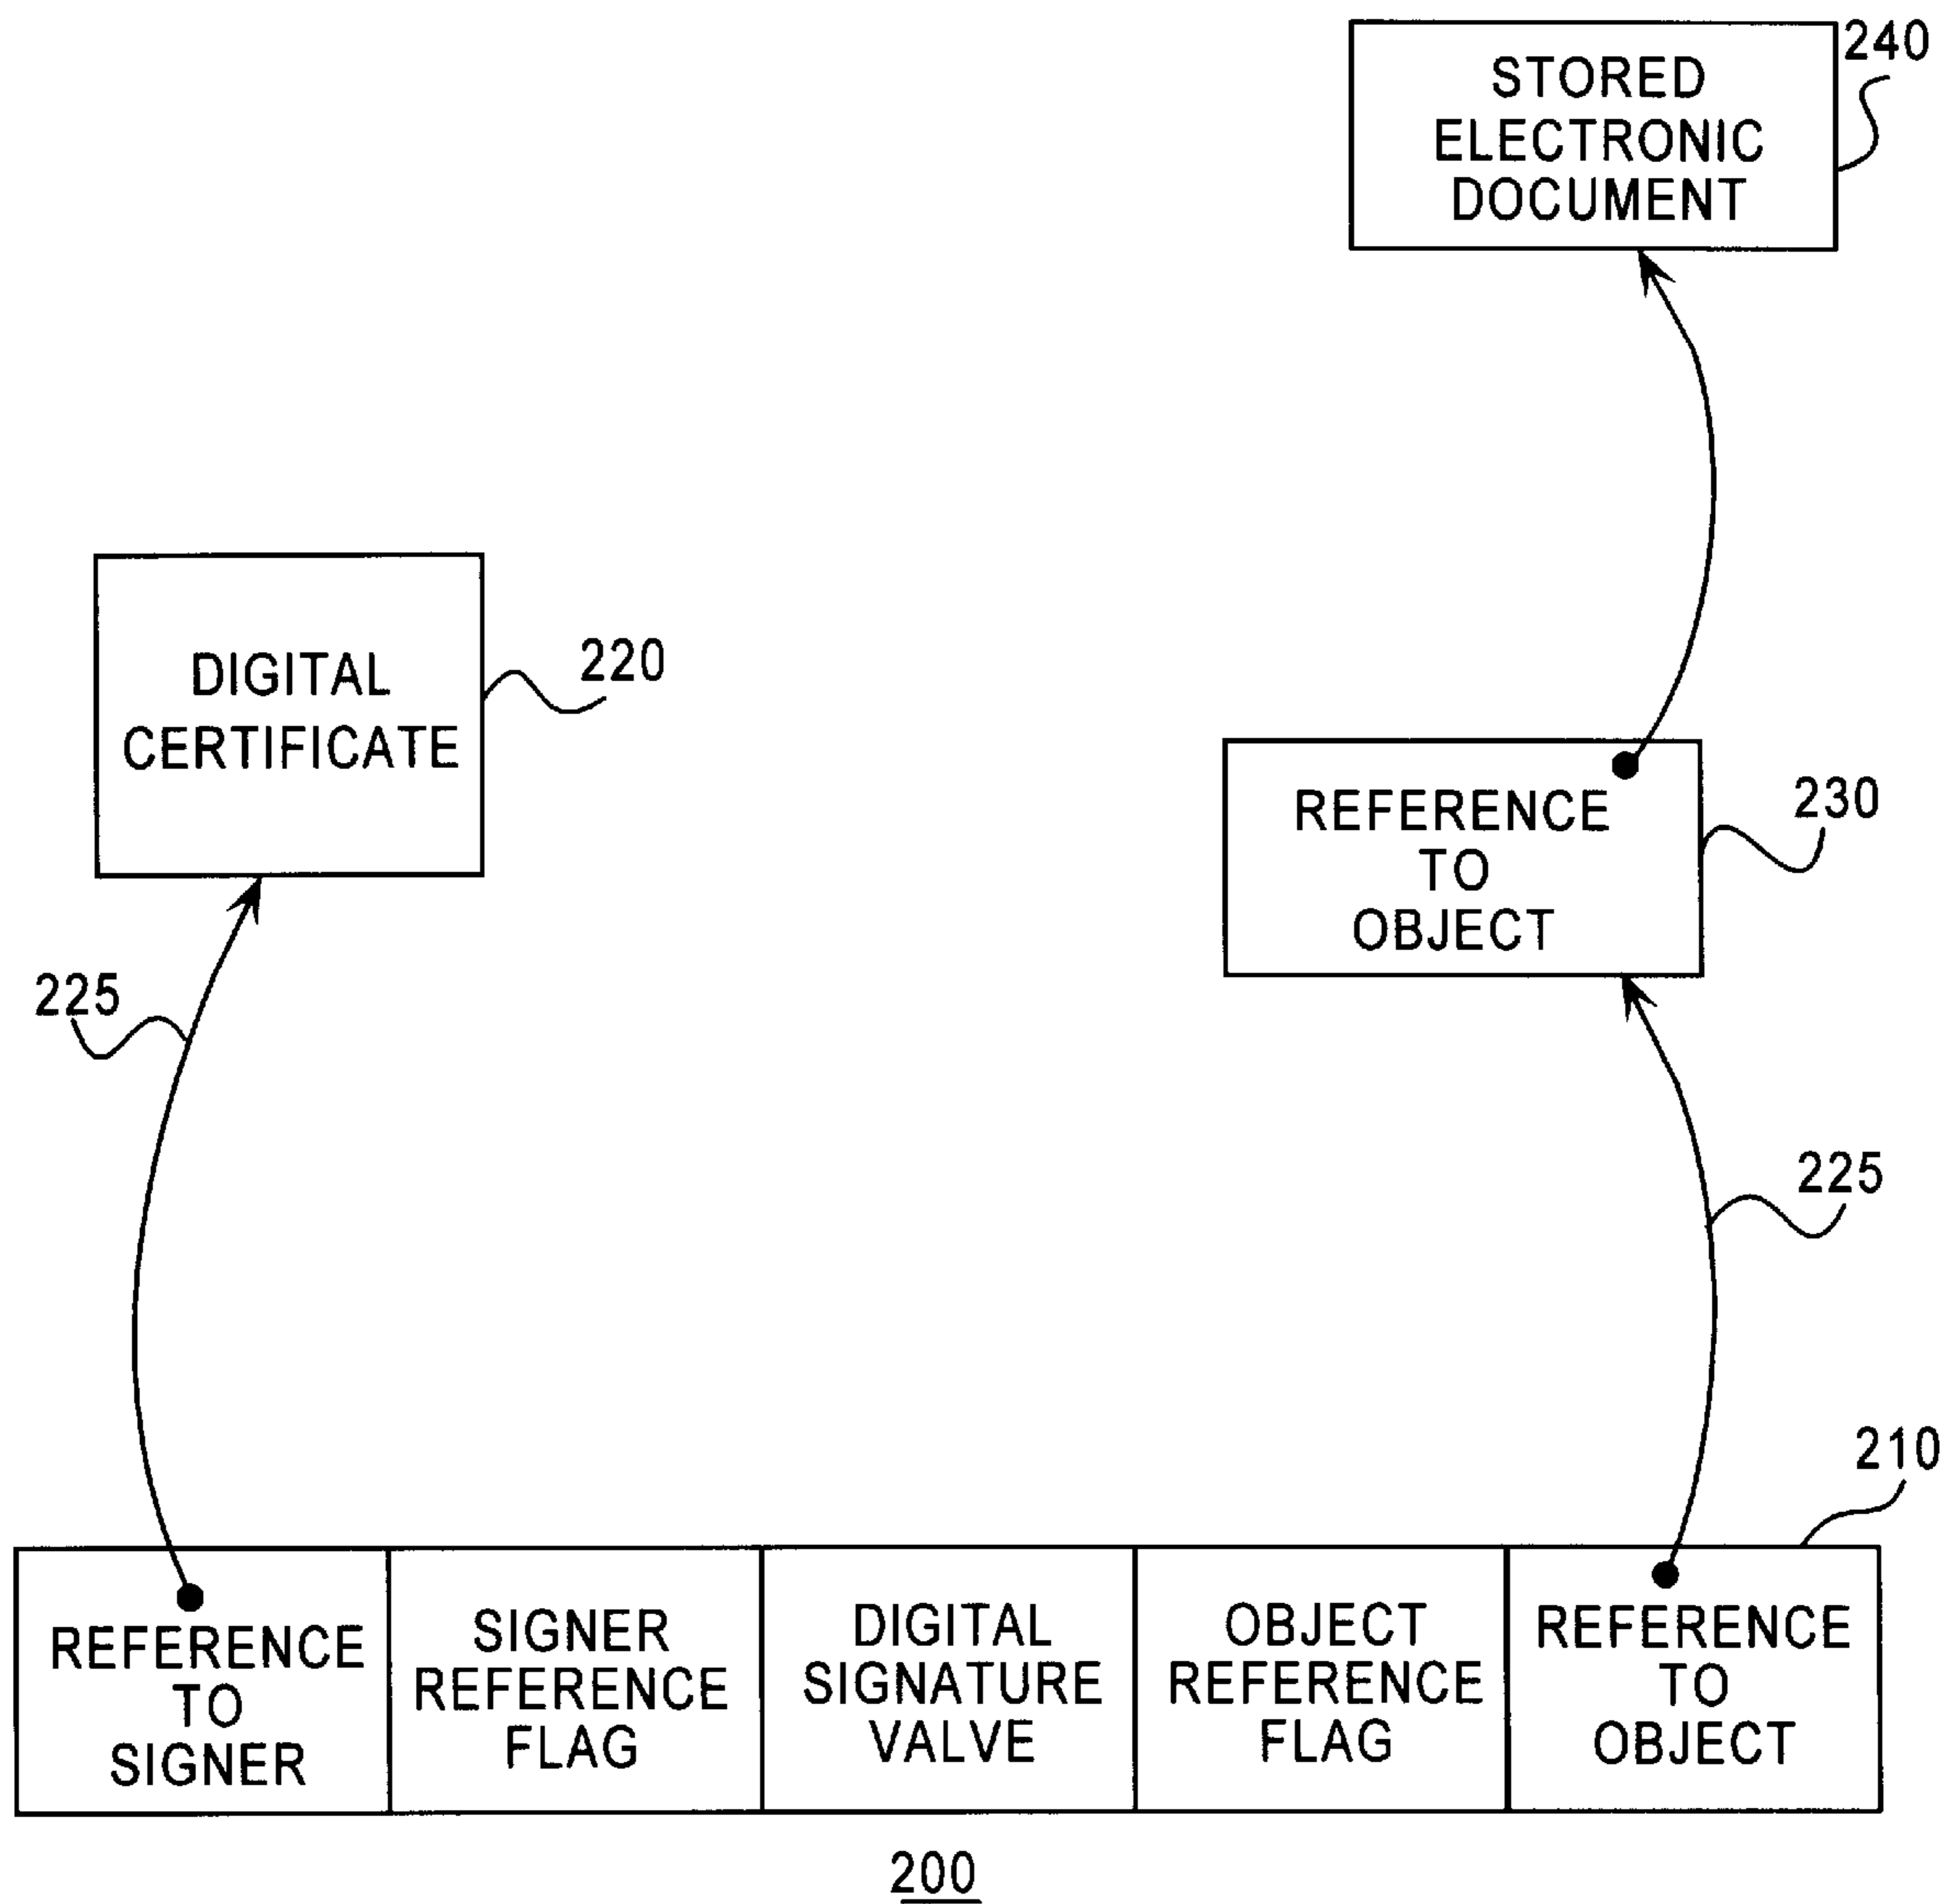 240
STORED
ELECTRONIC
DOCUMENT
DIGITAL
CERTIFICATE
220
REFERENCE
TO
OBJECT
230
225
225
210
REFERENCE
TO
SIGNER
SIGNER
REFERENCE
FLAG
DIGITAL
SIGNATURE
VALVE
OBJECT
REFERENCE
FLAG
REFERENCE
TO
OBJECT
200